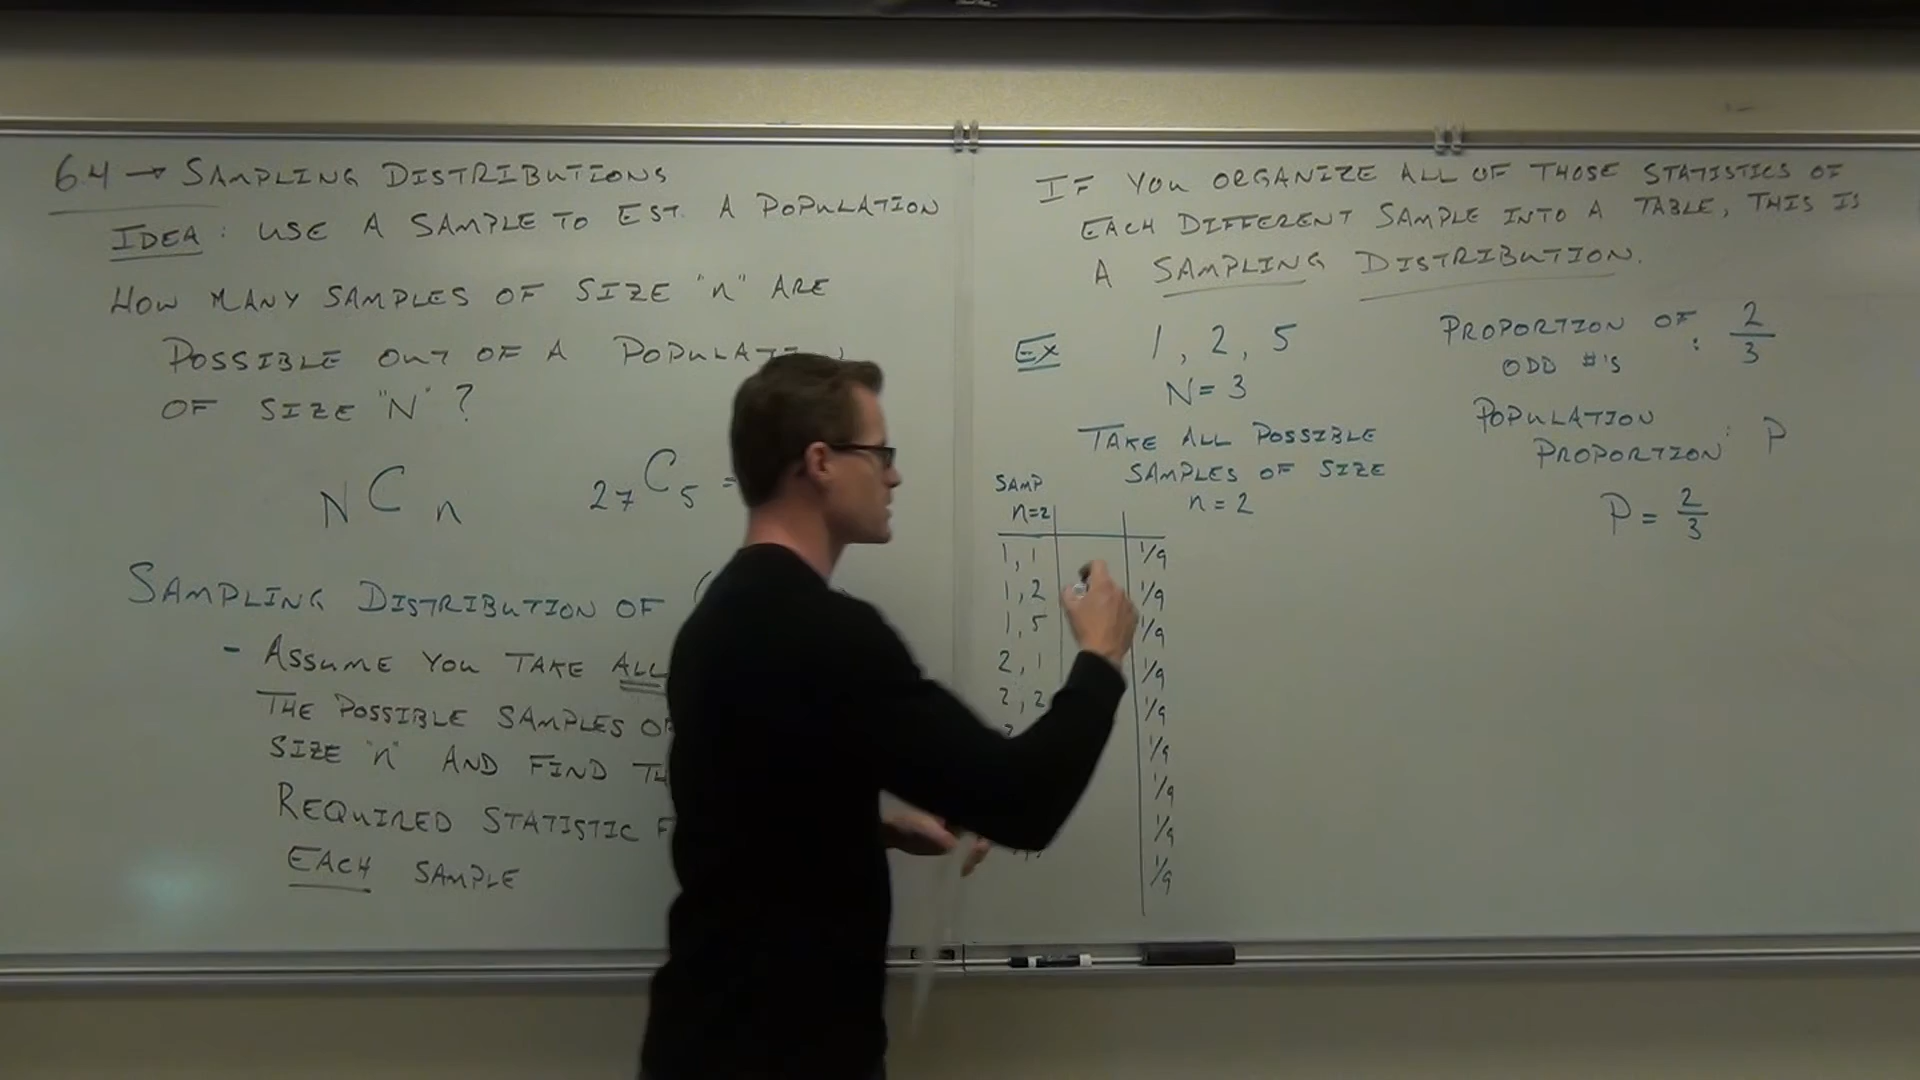 6.4 → SAMPLING DISTRIBUTIONS
IDEA: USE A SAMPLE TO EST. A POPULATION
HOW MANY SAMPLES OF SIZE "n" ARE
POSSIBLE OUT OF A
OF SIZE "N"?
N C n 27 C 5 =
SAMPLING DISTRIBUTION OF (
- ASSUME YOU TAKE ALL
THE POSSIBLE SAMPLES OF
SIZE "n" AND FIND
REQUIRED STATISTIC
EACH SAMPLE
IF YOU ORGANIZE ALL OF THOSE STATISTICS OF
EACH DIFFERENT SAMPLE INTO A TABLE, THIS IS
A SAMPLING DISTRIBUTION.
EX 1, 2, 5
N = 3
TAKE ALL POSSIBLE
SAMPLES OF SIZE
n = 2
SAMP
n=2
1, 1 1/9
1, 2 1/9
1, 5 1/9
2, 1 1/9
2, 2 1/9
1/9
1/9
1/9
1/9
PROPORTION OF
ODD #'S : 2/3
POPULATION
PROPORTION: P
P = 2/3